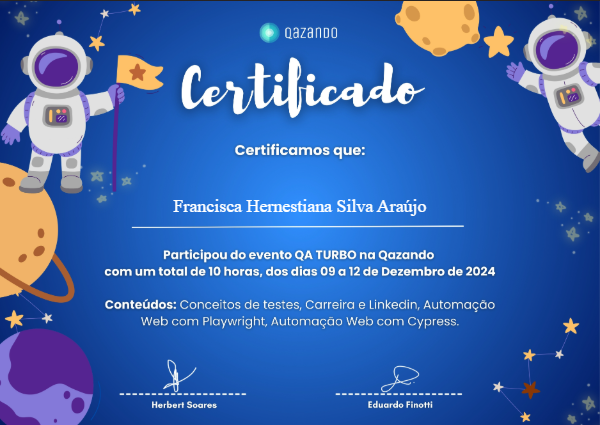 QAZANDO
Certificado
Certificamos que:
Francisca Hernestiana Silva Araújo
Participou do evento QA TURBO na Qazando
com um total de 10 horas, dos dias 09 a 12 de Dezembro de 2024
Conteúdos: Conceitos de testes, Carreira e Linkedin, Automação
Web com Playwright, Automação Web com Cypress.
Herbert Soares
Eduardo Finotti